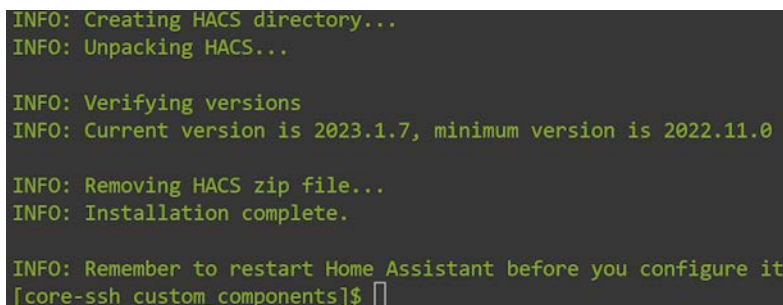 INFO: Creating HACS directory...
INFO: Unpacking HACS...
INFO: Verifying versions
INFO: Current version is 2023.1.7, minimum version is 2022.11.0
INFO: Removing HACS zip file...
INFO: Installation complete.
INFO: Remember to restart Home Assistant before you configure it
[core-ssh custom_components]$